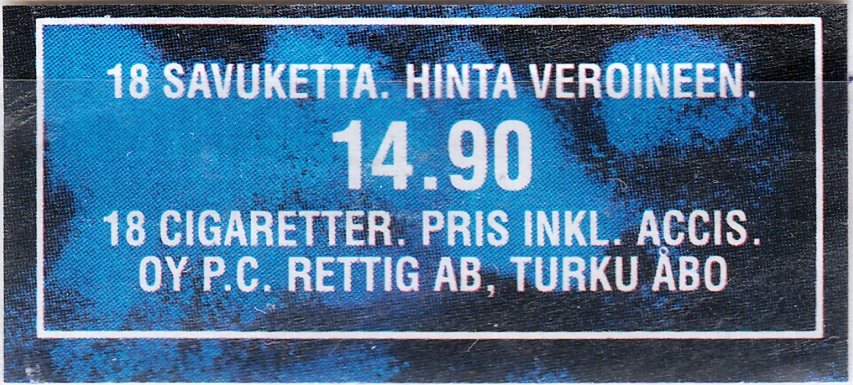 18 SAVUKETTA. HINTA VEROINEEN.
14.90
18 CIGARETTER. PRIS INKL. ACCIS.
OY P.C. RETTIG AB, TURKU ÅBO